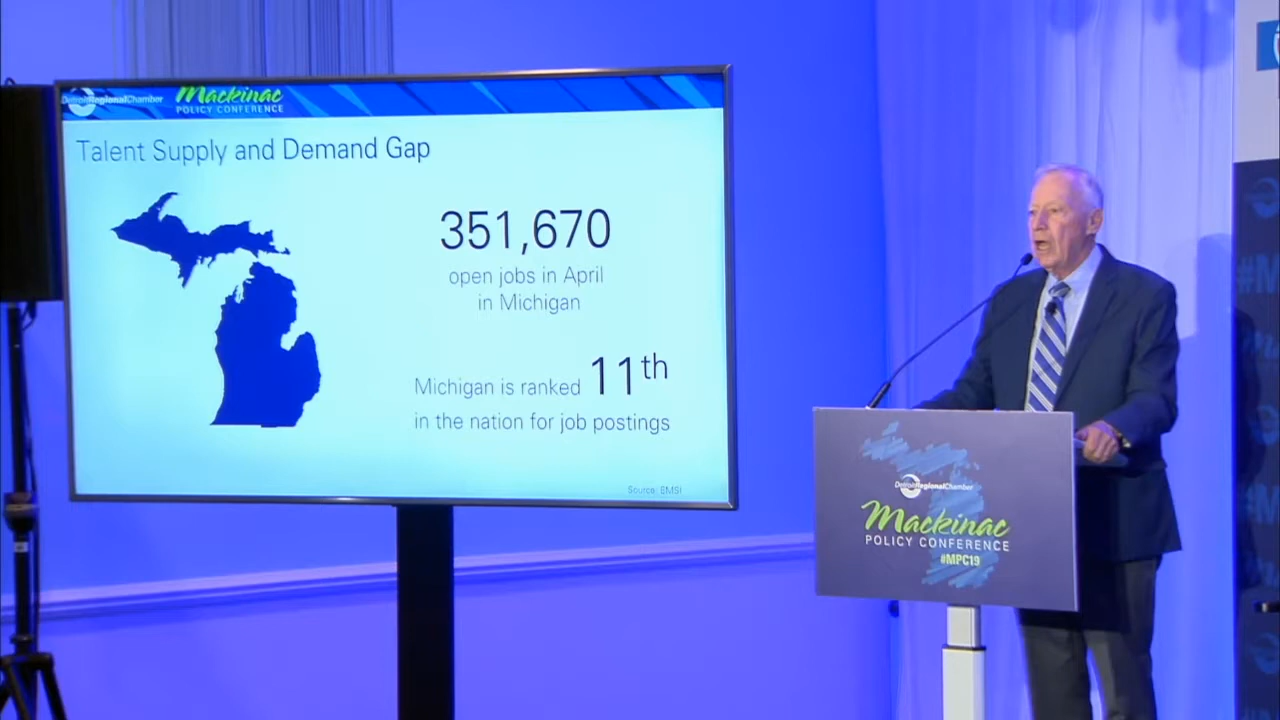 DetroitRegionalChamber
Mackinac
POLICY CONFERENCE
Talent Supply and Demand Gap
351,670
open jobs in April
in Michigan
Michigan is ranked 11th
in the nation for job postings
Source: EMSI
DetroitRegionalChamber
Mackinac
POLICY CONFERENCE
#MPC19